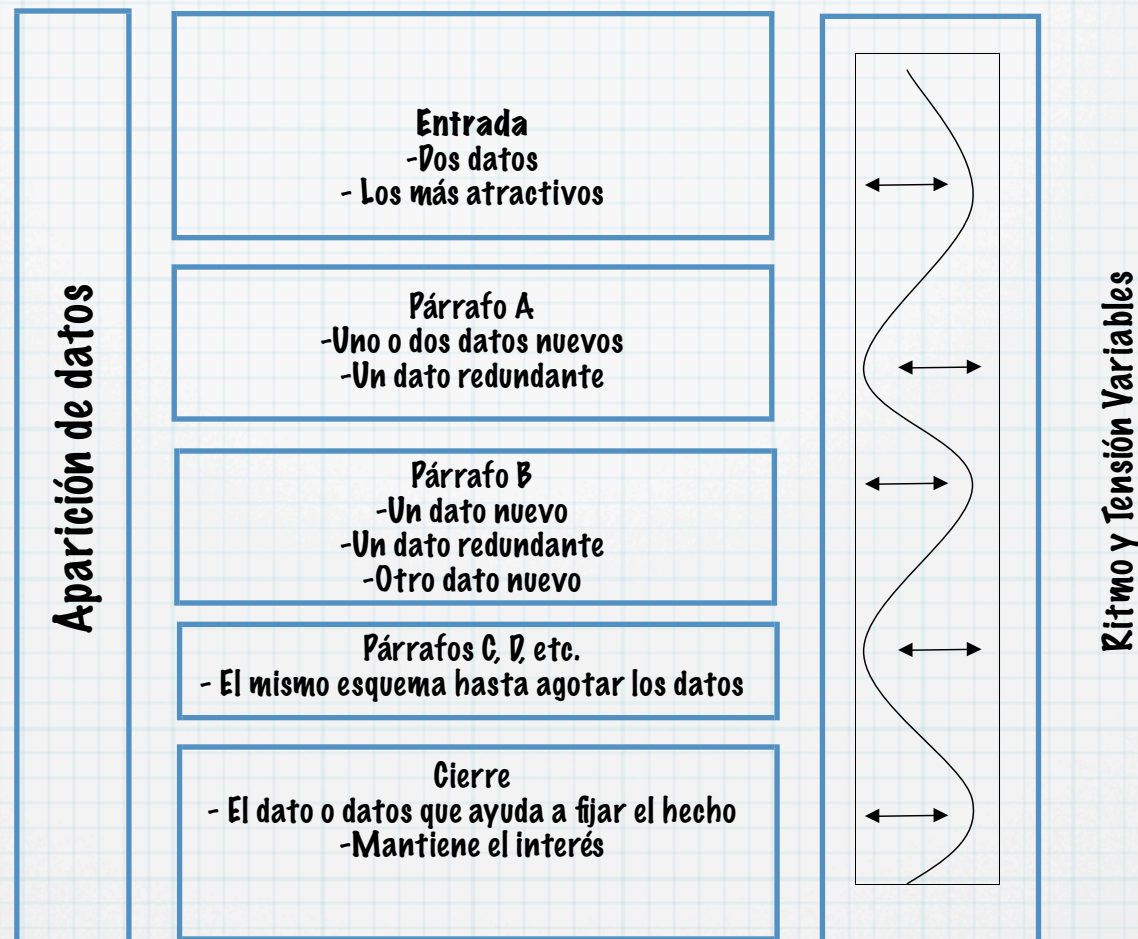 Aparición de datos
Entrada
-Dos datos
- Los más atractivos
Párrafo A
-Uno o dos datos nuevos
-Un dato redundante
Párrafo B
-Un dato nuevo
-Un dato redundante
-Otro dato nuevo
Párrafos C, D, etc.
- El mismo esquema hasta agotar los datos
Cierre
- El dato o datos que ayuda a fijar el hecho
-Mantiene el interés
Ritmo y Tensión Variables